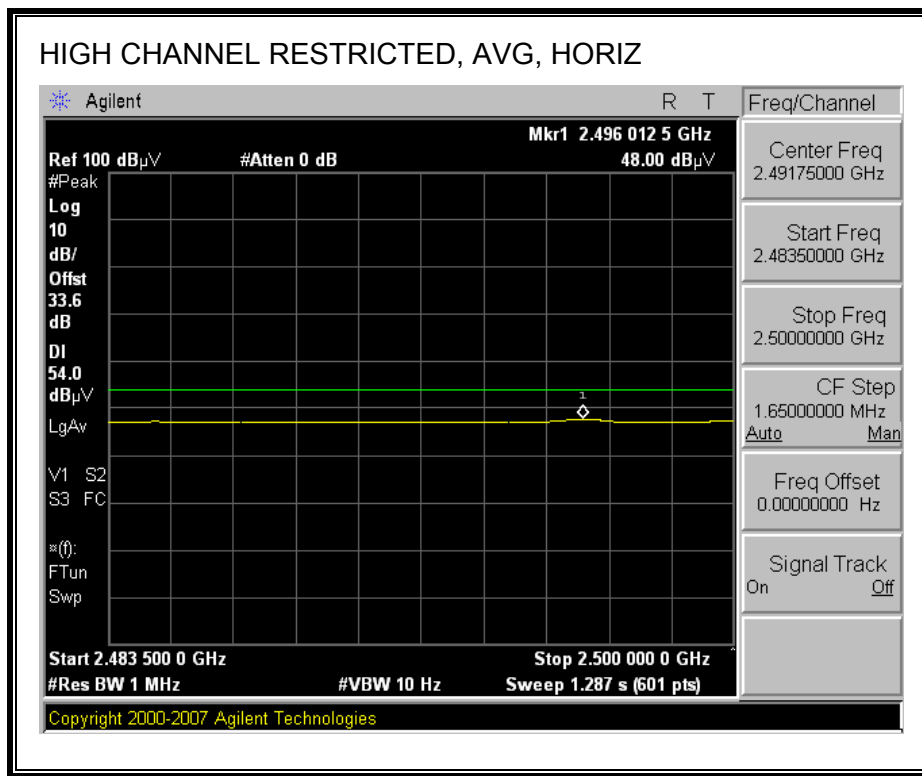 HIGH CHANNEL RESTRICTED, AVG, HORIZ
Agilent R T
Mkr1 2.496 012 5 GHz
Ref 100 dBµV #Atten 0 dB 48.00 dBµV
#Peak
Log
10
dB/
Offst
33.6
dB
DI
54.0
dBµV
LgAv
V1 S2
S3 FC
¤(f):
FTun
Swp
1
Start 2.483 500 0 GHz Stop 2.500 000 0 GHz
#Res BW 1 MHz #VBW 10 Hz Sweep 1.287 s (601 pts)
Copyright 2000-2007 Agilent Technologies
Freq/Channel
Center Freq
2.49175000 GHz
Start Freq
2.48350000 GHz
Stop Freq
2.50000000 GHz
CF Step
1.65000000 MHz
Auto Man
Freq Offset
0.00000000 Hz
Signal Track
On Off